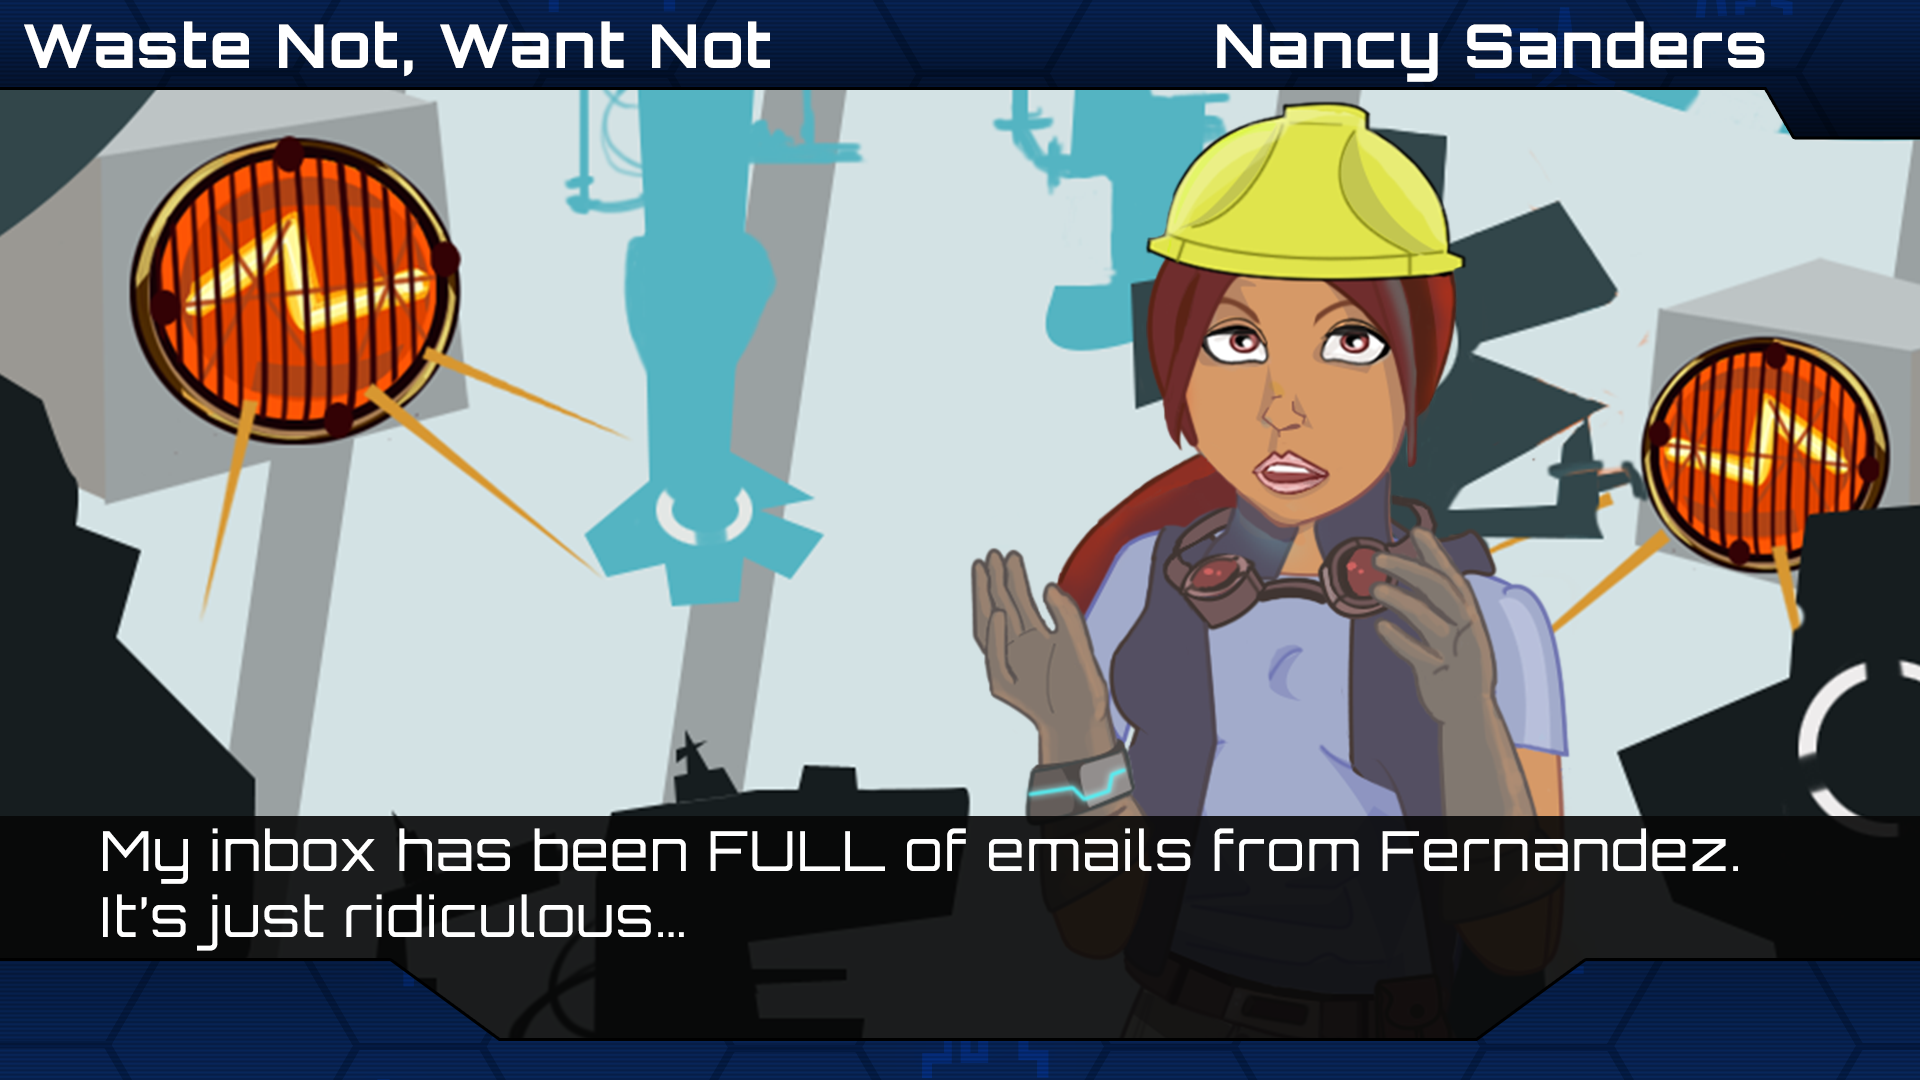 Waste Not, Want Not
Nancy Sanders
My inbox has been FULL of emails from Fernandez.
It's just ridiculous...